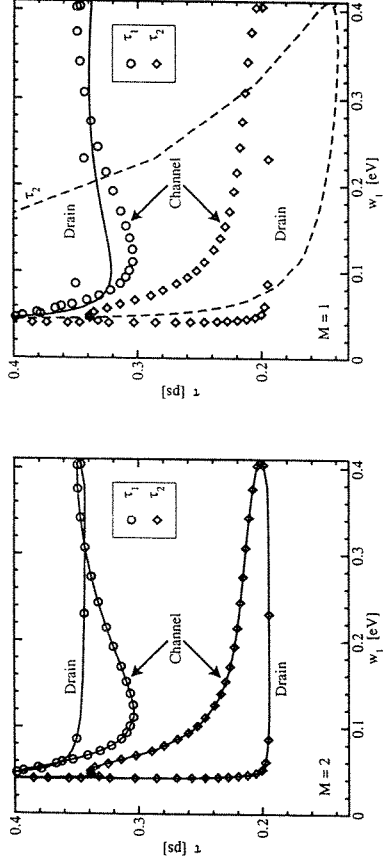 0.4
0.3
0.2
τ [ps]
Drain
Channel
Drain
τ₁
τ₂
M = 2
0
0.1
0.2
0.3
0.4
w₁ [eV]
0.4
0.3
0.2
τ [ps]
τ₂
Drain
Channel
Drain
τ₁
τ₂
M = 1
0
0.1
0.2
0.3
0.4
w₁ [eV]